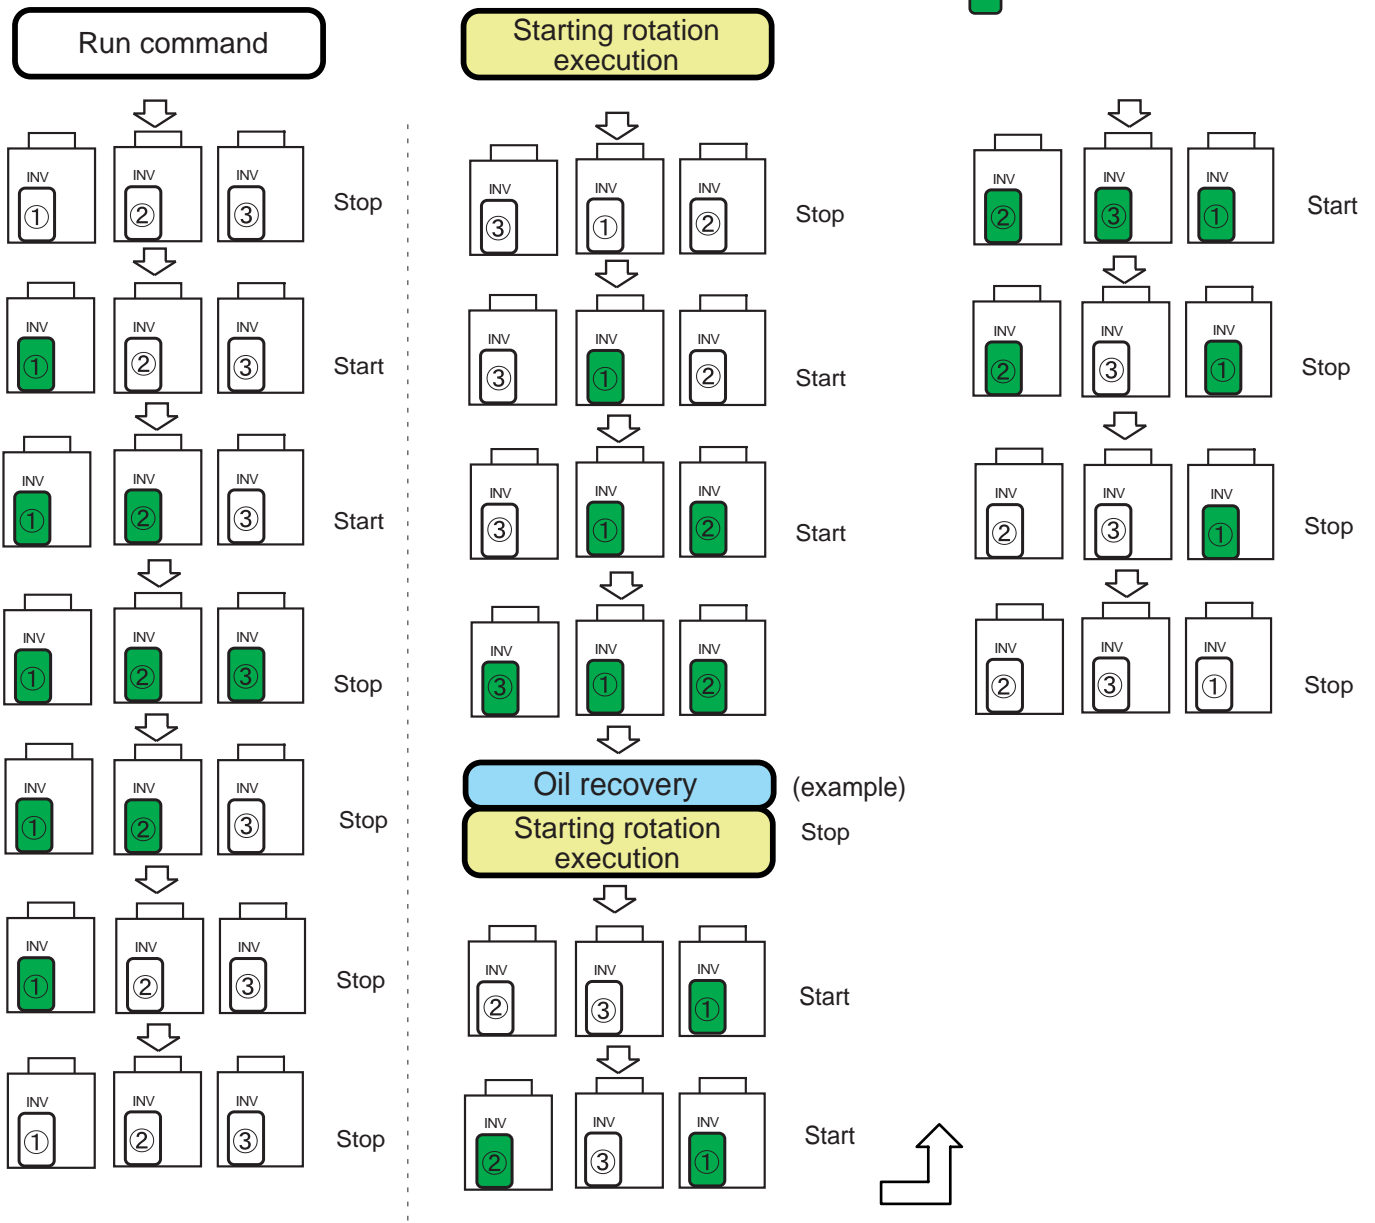 Run command
INV INV INV
① ② ③ Stop
INV INV INV
① ② ③ Start
INV INV INV
① ② ③ Start
INV INV INV
① ② ③ Stop
INV INV INV
① ② ③ Stop
INV INV INV
① ② ③ Stop
INV INV INV
① ② ③ Stop
Starting rotation
execution
INV INV INV
③ ① ② Stop
INV INV INV
③ ① ② Start
INV INV INV
③ ① ② Start
INV INV INV
③ ① ②
Oil recovery (example)
Starting rotation Stop
execution
INV INV INV
② ③ ① Start
INV INV INV
② ③ ① Start
INV INV INV
② ③ ① Start
INV INV INV
② ③ ① Stop
INV INV INV
② ③ ① Stop
INV INV INV
② ③ ① Stop